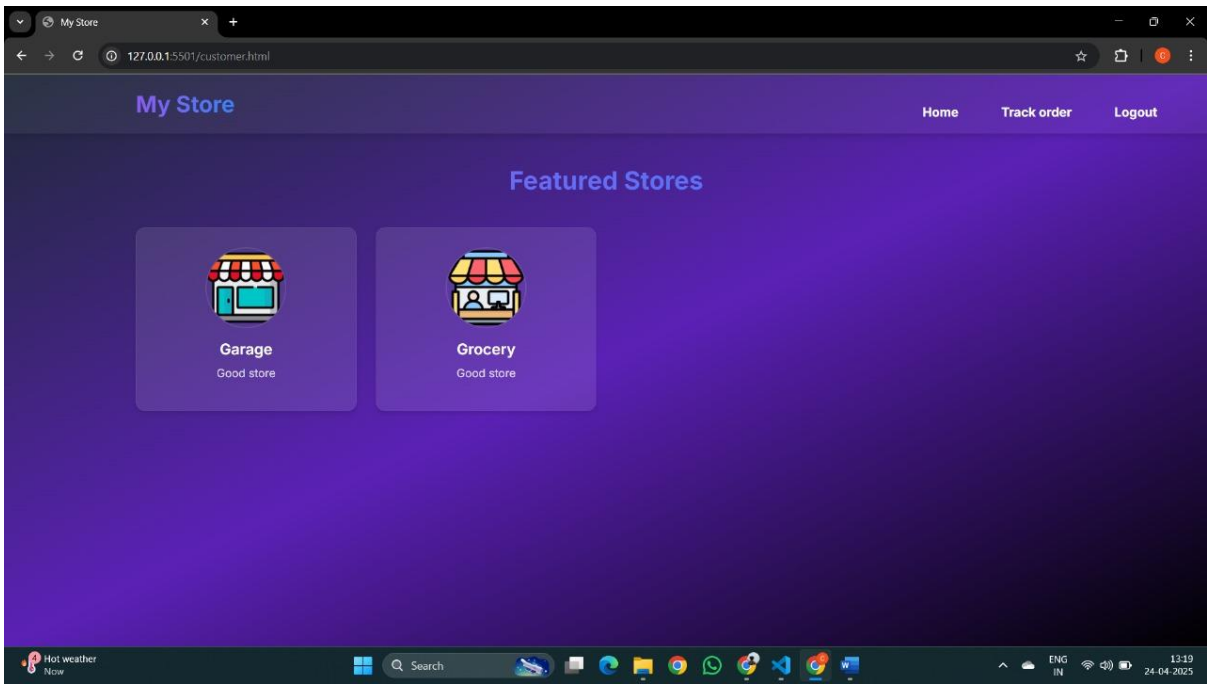 My Store
127.0.0.1:5501/customer.html
C
My Store
Home Track order Logout
Featured Stores
Garage Grocery
Good store Good store
4
Hot weather
Now
Search
ENG
IN
13:19
24-04-2025